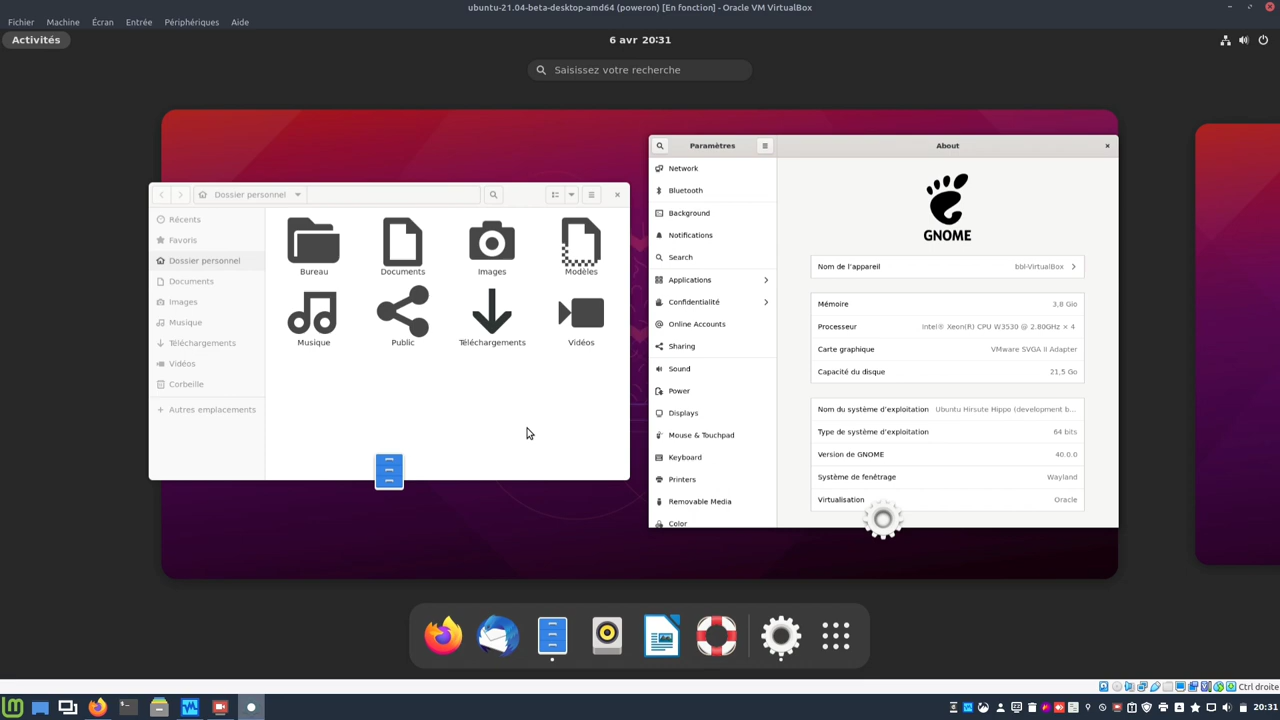 ubuntu-21.04-beta-desktop-amd64 (poweron) [En fonction] - Oracle VM VirtualBox
Fichier Machine Écran Entrée Périphériques Aide
Activités
6 avr 20:31
Saisissez votre recherche
Dossier personnel
Récents
Favoris
Dossier personnel
Documents
Images
Musique
Téléchargements
Vidéos
Corbeille
Autres emplacements
Bureau Documents Images Modèles
Musique Public Téléchargements Vidéos
Paramètres
Network
Bluetooth
Background
Notifications
Search
Applications
Confidentialité
Online Accounts
Sharing
Sound
Power
Displays
Mouse & Touchpad
Keyboard
Printers
Removable Media
Color
About
GNOME
Nom de l'appareil bbl-VirtualBox
Mémoire 3,8 Gio
Processeur Intel® Xeon(R) CPU W3530 @ 2.80GHz × 4
Carte graphique VMware SVGA II Adapter
Capacité du disque 21,5 Go
Nom du système d'exploitation Ubuntu Hirsute Hippo (development b...
Type de système d'exploitation 64 bits
Version de GNOME 40.0.0
Système de fenêtrage Wayland
Virtualisation Oracle
Ctrl droite
20:31